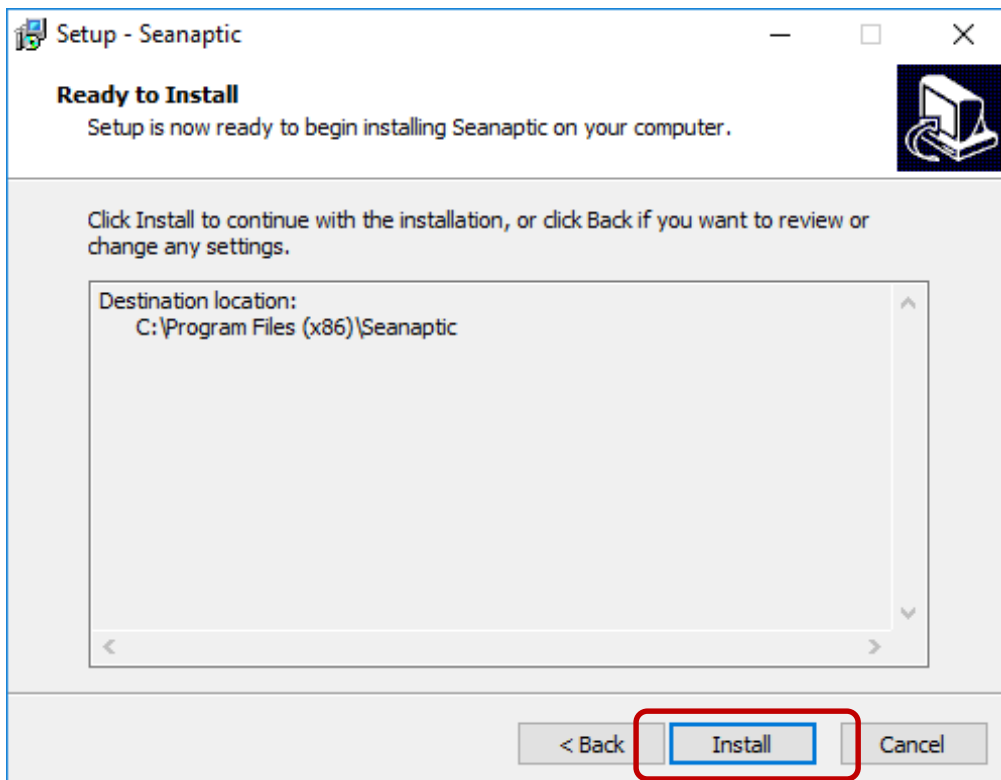 Setup - Seanaptic
Ready to Install
Setup is now ready to begin installing Seanaptic on your computer.
Click Install to continue with the installation, or click Back if you want to review or
change any settings.
Destination location:
C:\Program Files (x86)\Seanaptic
< Back Install Cancel